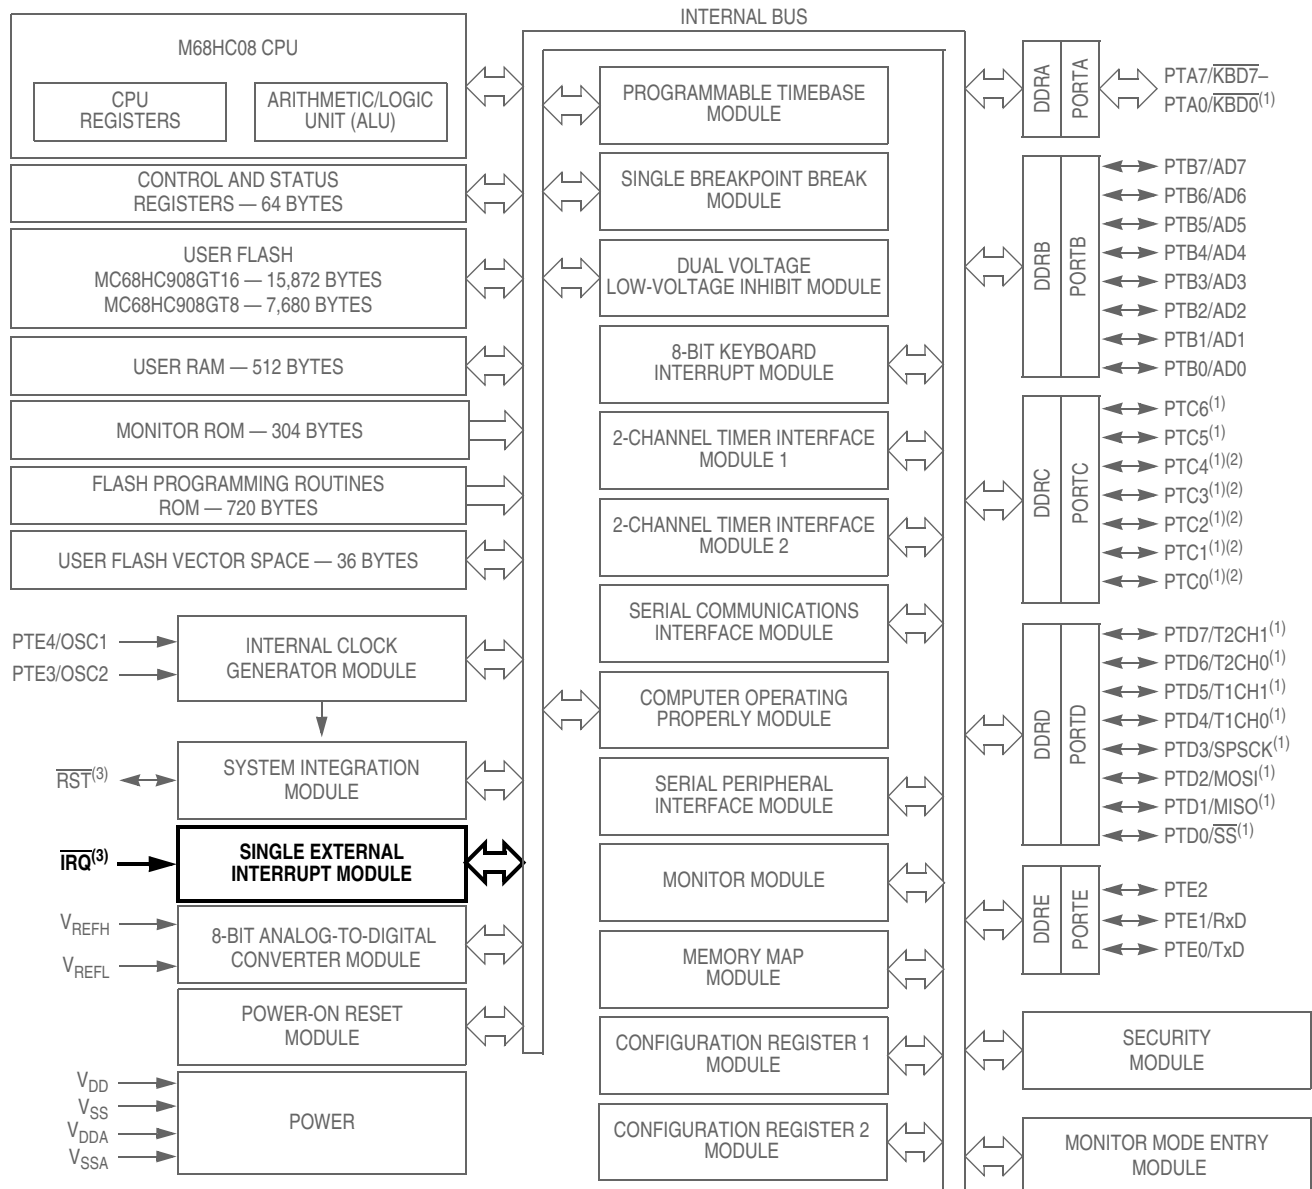 INTERNAL BUS
M68HC08 CPU
CPU
REGISTERS
ARITHMETIC/LOGIC
UNIT (ALU)
CONTROL AND STATUS
REGISTERS — 64 BYTES
USER FLASH
MC68HC908GT16 — 15,872 BYTES
MC68HC908GT8 — 7,680 BYTES
USER RAM — 512 BYTES
MONITOR ROM — 304 BYTES
FLASH PROGRAMMING ROUTINES
ROM — 720 BYTES
USER FLASH VECTOR SPACE — 36 BYTES
PTE4/OSC1
PTE3/OSC2
INTERNAL CLOCK
GENERATOR MODULE
RST(3)
SYSTEM INTEGRATION
MODULE
IRQ(3)
SINGLE EXTERNAL
INTERRUPT MODULE
VREFH
VREFL
8-BIT ANALOG-TO-DIGITAL
CONVERTER MODULE
POWER-ON RESET
MODULE
VDD
VSS
VDDA
VSSA
POWER
PROGRAMMABLE TIMEBASE
MODULE
SINGLE BREAKPOINT BREAK
MODULE
DUAL VOLTAGE
LOW-VOLTAGE INHIBIT MODULE
8-BIT KEYBOARD
INTERRUPT MODULE
2-CHANNEL TIMER INTERFACE
MODULE 1
2-CHANNEL TIMER INTERFACE
MODULE 2
SERIAL COMMUNICATIONS
INTERFACE MODULE
COMPUTER OPERATING
PROPERLY MODULE
SERIAL PERIPHERAL
INTERFACE MODULE
MONITOR MODULE
MEMORY MAP
MODULE
CONFIGURATION REGISTER 1
MODULE
CONFIGURATION REGISTER 2
MODULE
DDRA
PORTA
PTA7/KBD7–
PTA0/KBD0(1)
DDRB
PORTB
PTB7/AD7
PTB6/AD6
PTB5/AD5
PTB4/AD4
PTB3/AD3
PTB2/AD2
PTB1/AD1
PTB0/AD0
DDRC
PORTC
PTC6(1)
PTC5(1)
PTC4(1)(2)
PTC3(1)(2)
PTC2(1)(2)
PTC1(1)(2)
PTC0(1)(2)
DDRD
PORTD
PTD7/T2CH1(1)
PTD6/T2CH0(1)
PTD5/T1CH1(1)
PTD4/T1CH0(1)
PTD3/SPSCK(1)
PTD2/MOSI(1)
PTD1/MISO(1)
PTD0/SS(1)
DDRE
PORTE
PTE2
PTE1/RxD
PTE0/TxD
SECURITY
MODULE
MONITOR MODE ENTRY
MODULE